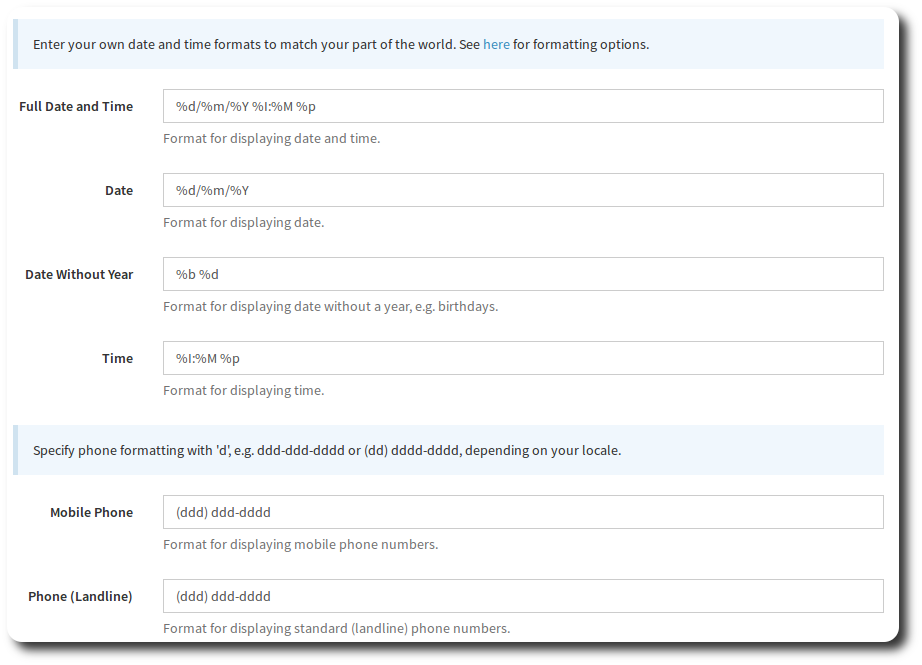 Enter your own date and time formats to match your part of the world. See here for formatting options.
Full Date and Time
%d/%m/%Y %I:%M %p
Format for displaying date and time.
Date
%d/%m/%Y
Format for displaying date.
Date Without Year
%b %d
Format for displaying date without a year, e.g. birthdays.
Time
%I:%M %p
Format for displaying time.
Specify phone formatting with 'd', e.g. ddd-ddd-dddd or (dd) dddd-dddd, depending on your locale.
Mobile Phone
(ddd) ddd-dddd
Format for displaying mobile phone numbers.
Phone (Landline)
(ddd) ddd-dddd
Format for displaying standard (landline) phone numbers.